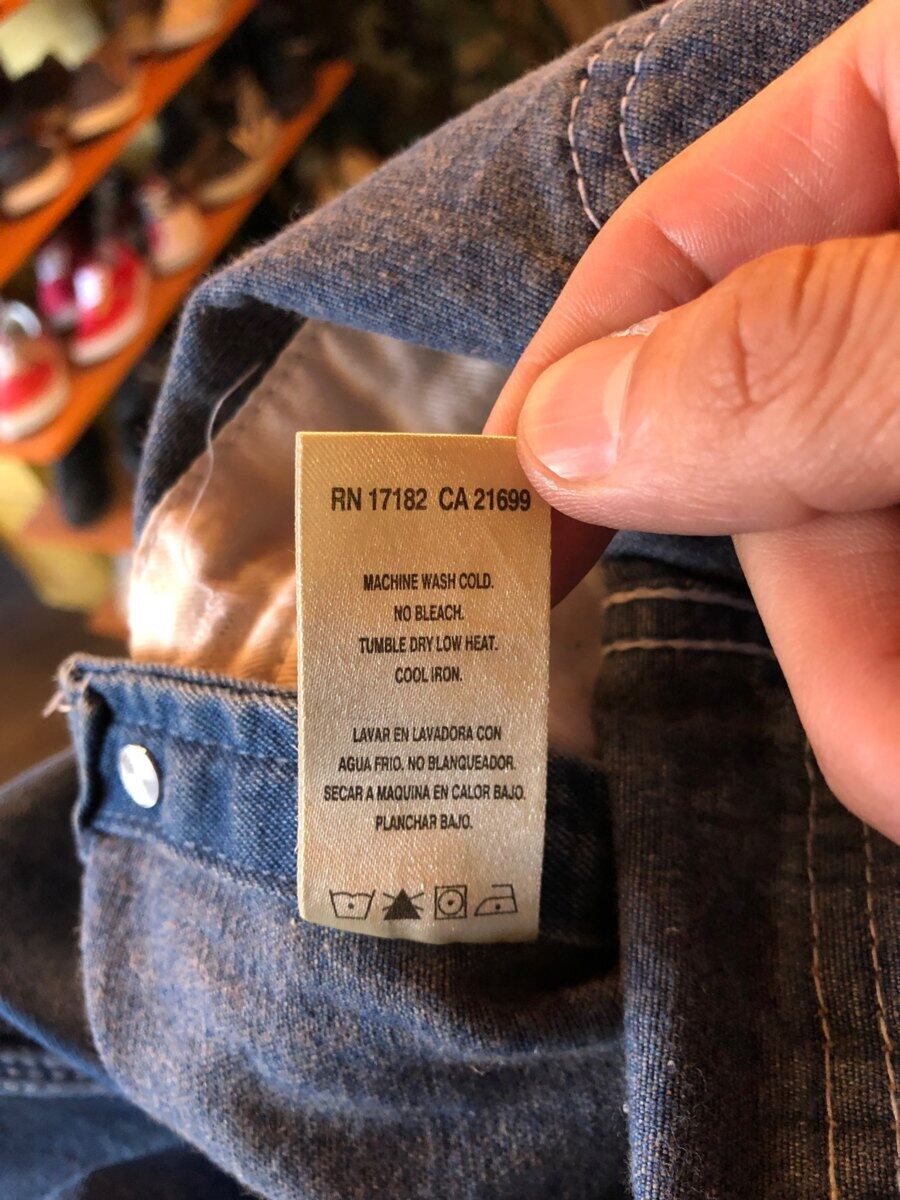 RN 17182 CA 21699
MACHINE WASH COLD.
NO BLEACH.
TUMBLE DRY LOW HEAT.
COOL IRON.
LAVAR EN LAVADORA CON
AGUA FRIO. NO BLANQUEADOR.
SECAR A MAQUINA EN CALOR BAJO.
PLANCHAR BAJO.